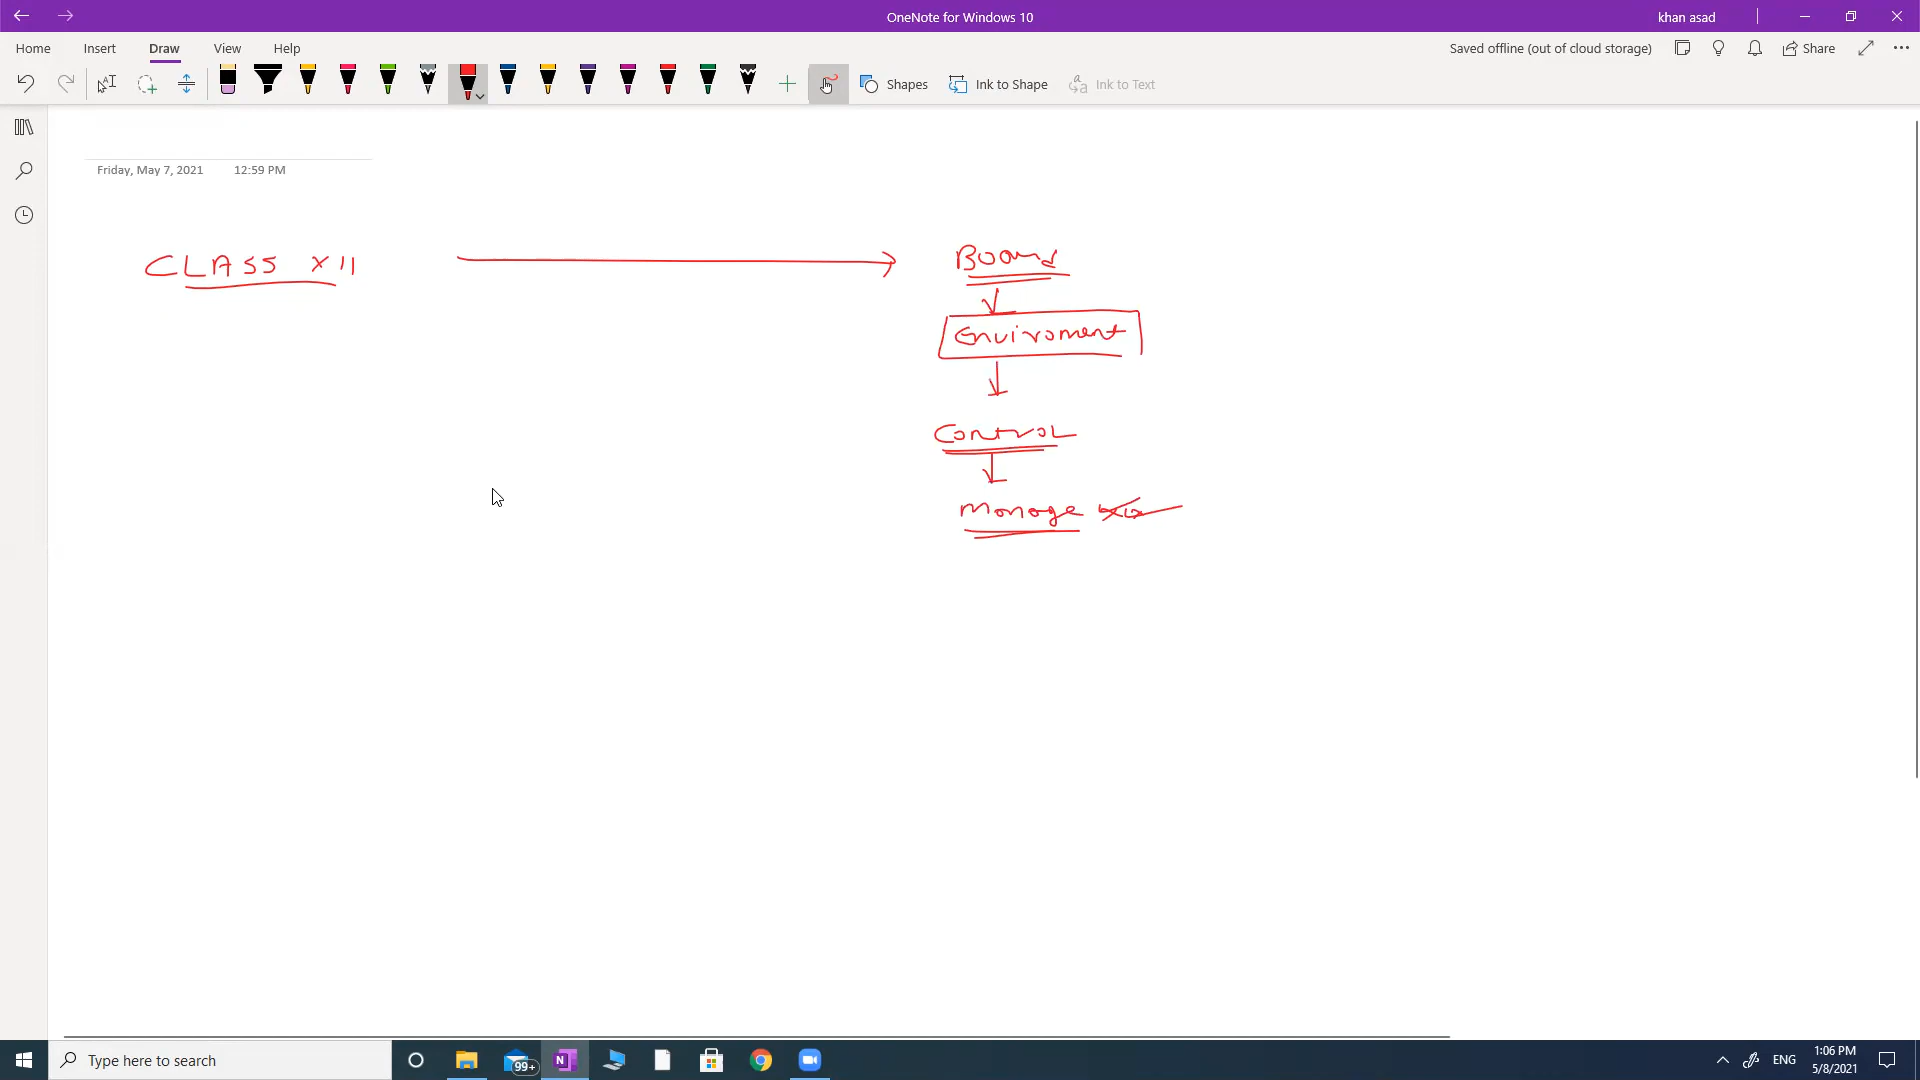 OneNote for Windows 10
khan asad
Home Insert Draw View Help
Saved offline (out of cloud storage)
Share
Shapes
Ink to Shape
Ink to Text
Friday, May 7, 2021 12:59 PM
CLASS XII
Board
Enviroment
Control
Manage
Type here to search
99+
ENG
1:06 PM
5/8/2021